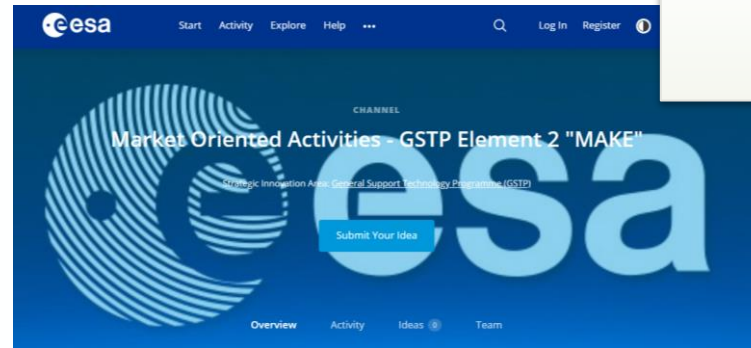 esa Start Activity Explore Help ••• Log In Register
CHANNEL
Market Oriented Activities - GSTP Element 2 "MAKE"
Strategic Innovation Area: General Support Technology Programme (GSTP)
esa
Submit Your Idea
Overview Activity Ideas 0 Team